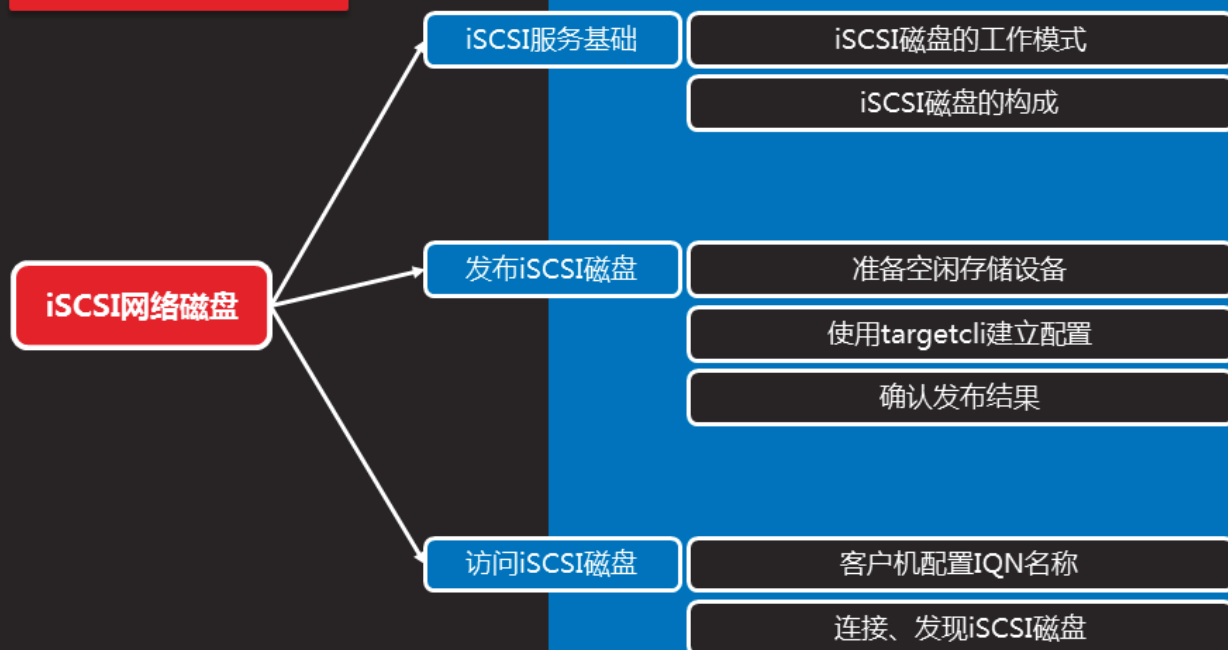 iSCSI服务基础
iSCSI磁盘的工作模式
iSCSI磁盘的构成
iSCSI网络磁盘
发布iSCSI磁盘
准备空闲存储设备
使用targetcli建立配置
确认发布结果
访问iSCSI磁盘
客户机配置IQN名称
连接、发现iSCSI磁盘